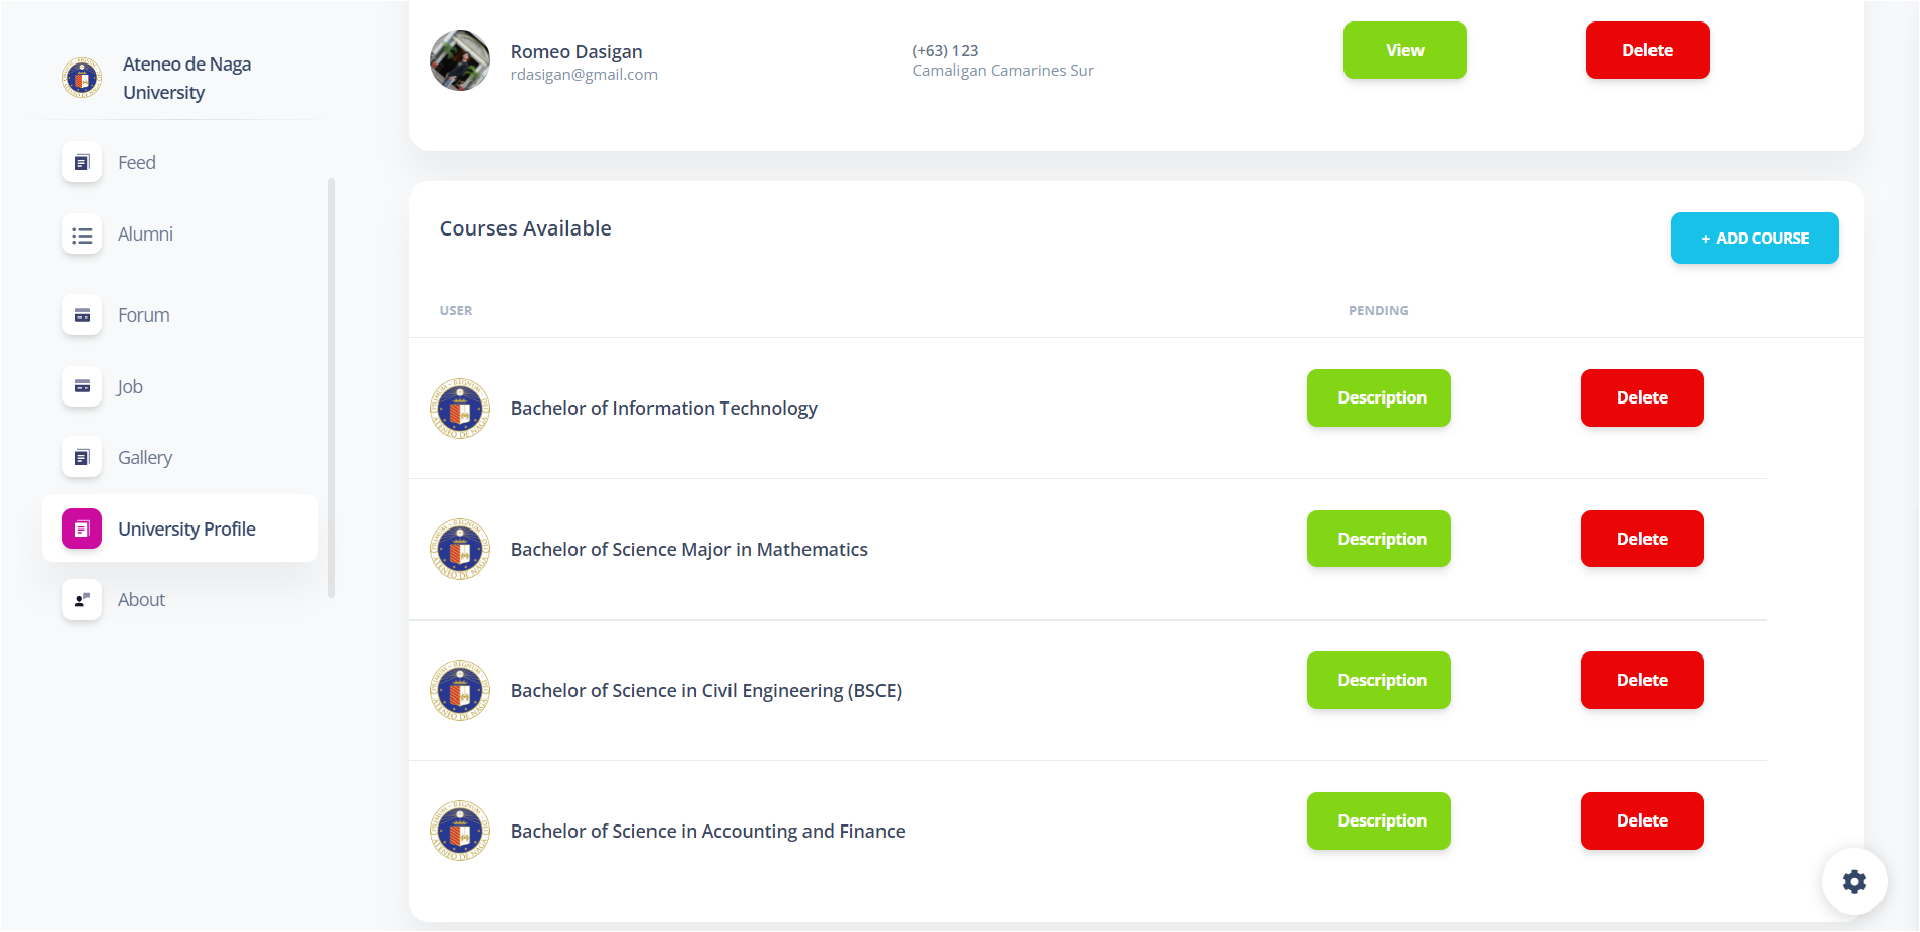 Ateneo de Naga
University
Feed
Alumni
Forum
Job
Gallery
University Profile
About
Romeo Dasigan
rdasigan@gmail.com
(+63) 123
Camaligan Camarines Sur
View
Delete
Courses Available
+ ADD COURSE
USER
PENDING
Bachelor of Information Technology
Description
Delete
Bachelor of Science Major in Mathematics
Description
Delete
Bachelor of Science in Civil Engineering (BSCE)
Description
Delete
Bachelor of Science in Accounting and Finance
Description
Delete